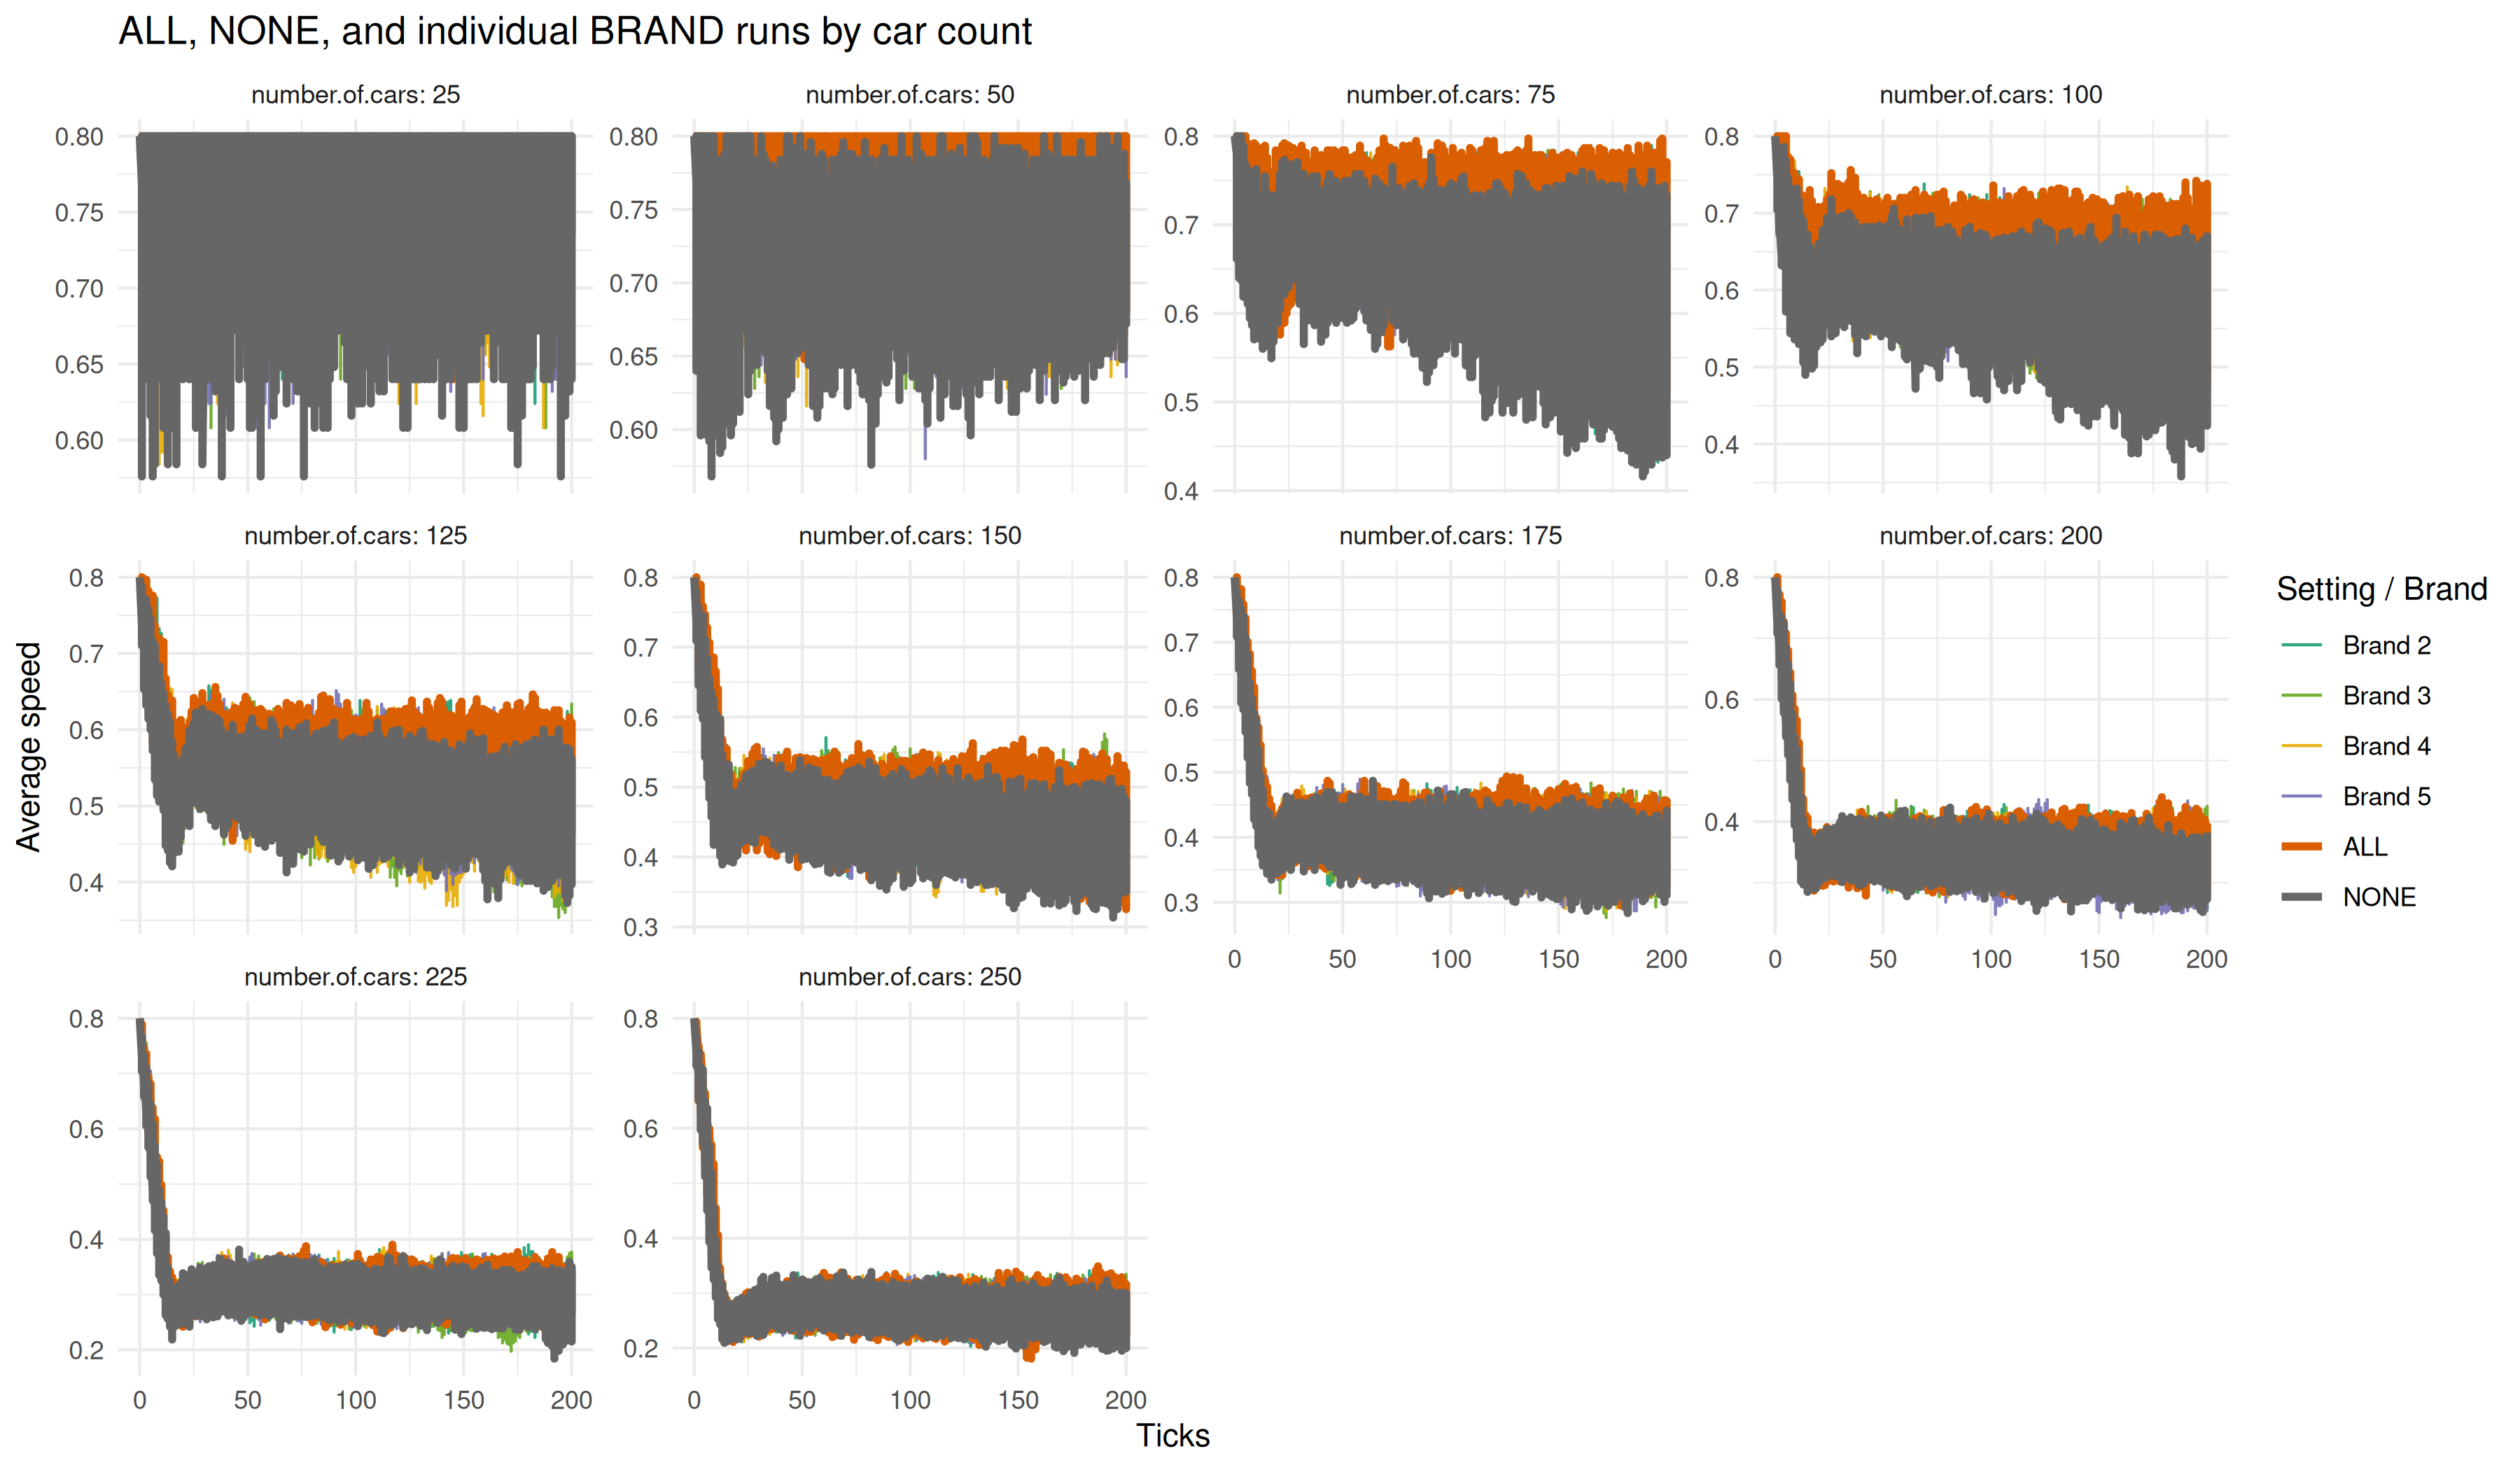 ALL, NONE, and individual BRAND runs by car count
number.of.cars: 25
number.of.cars: 50
number.of.cars: 75
number.of.cars: 100
0.80
0.75
0.70
0.65
0.60
0.80
0.75
0.70
0.65
0.60
0.8
0.7
0.6
0.5
0.4
0.8
0.7
0.6
0.5
0.4
number.of.cars: 125
number.of.cars: 150
number.of.cars: 175
number.of.cars: 200
0.8
0.7
0.6
0.5
0.4
0.8
0.7
0.6
0.5
0.4
0.3
0.8
0.7
0.6
0.5
0.4
0.3
0 50 100 150 200
0.8
0.6
0.4
0 50 100 150 200
number.of.cars: 225
number.of.cars: 250
0.8
0.6
0.4
0.2
0 50 100 150 200
0.8
0.6
0.4
0.2
0 50 100 150 200
Average speed
Ticks
Setting / Brand
Brand 2
Brand 3
Brand 4
Brand 5
ALL
NONE